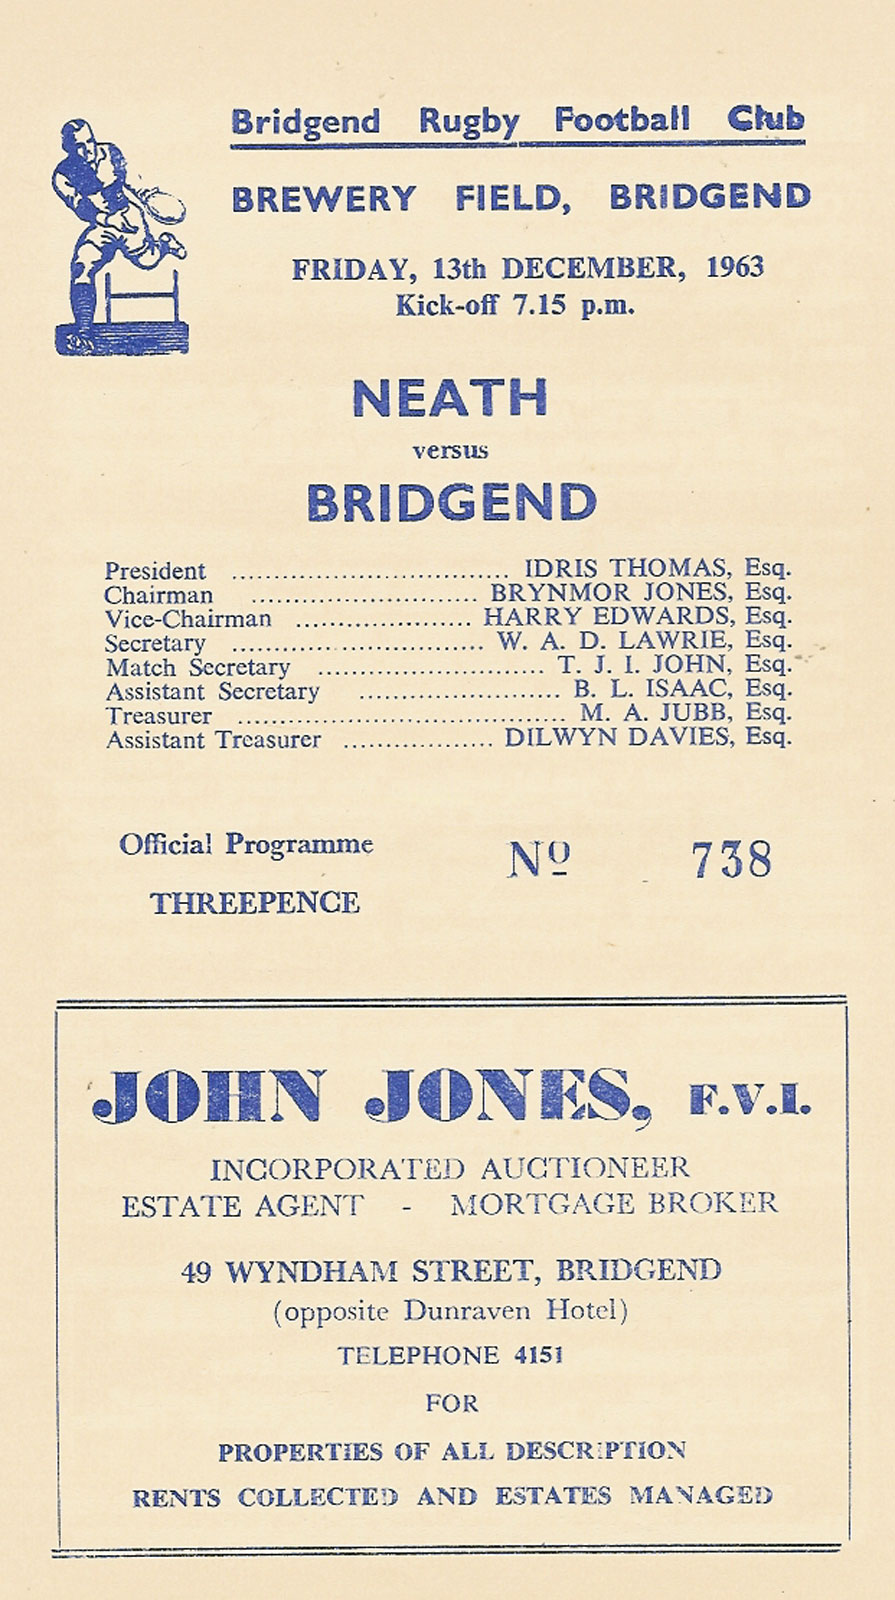 Bridgend Rugby Football Club
BREWERY FIELD, BRIDGEND
FRIDAY, 13th DECEMBER, 1963
Kick-off 7.15 p.m.
NEATH
versus
BRIDGEND
President ................................. IDRIS THOMAS, Esq.
Chairman ........................... BRYNMOR JONES, Esq.
Vice-Chairman ..................... HARRY EDWARDS, Esq.
Secretary .............................. W. A. D. LAWRIE, Esq.
Match Secretary ........................... T. J. I. JOHN, Esq.
Assistant Secretary ........................ B. L. ISAAC, Esq.
Treasurer ....................................... M. A. JUBB, Esq.
Assistant Treasurer .................. DILWYN DAVIES, Esq.
Official Programme
THREEPENCE
Nº 738
JOHN JONES, F.V.I.
INCORPORATED AUCTIONEER
ESTATE AGENT - MORTGAGE BROKER
49 WYNDHAM STREET, BRIDGEND
(opposite Dunraven Hotel)
TELEPHONE 4151
FOR
PROPERTIES OF ALL DESCRIPTION
RENTS COLLECTED AND ESTATES MANAGED